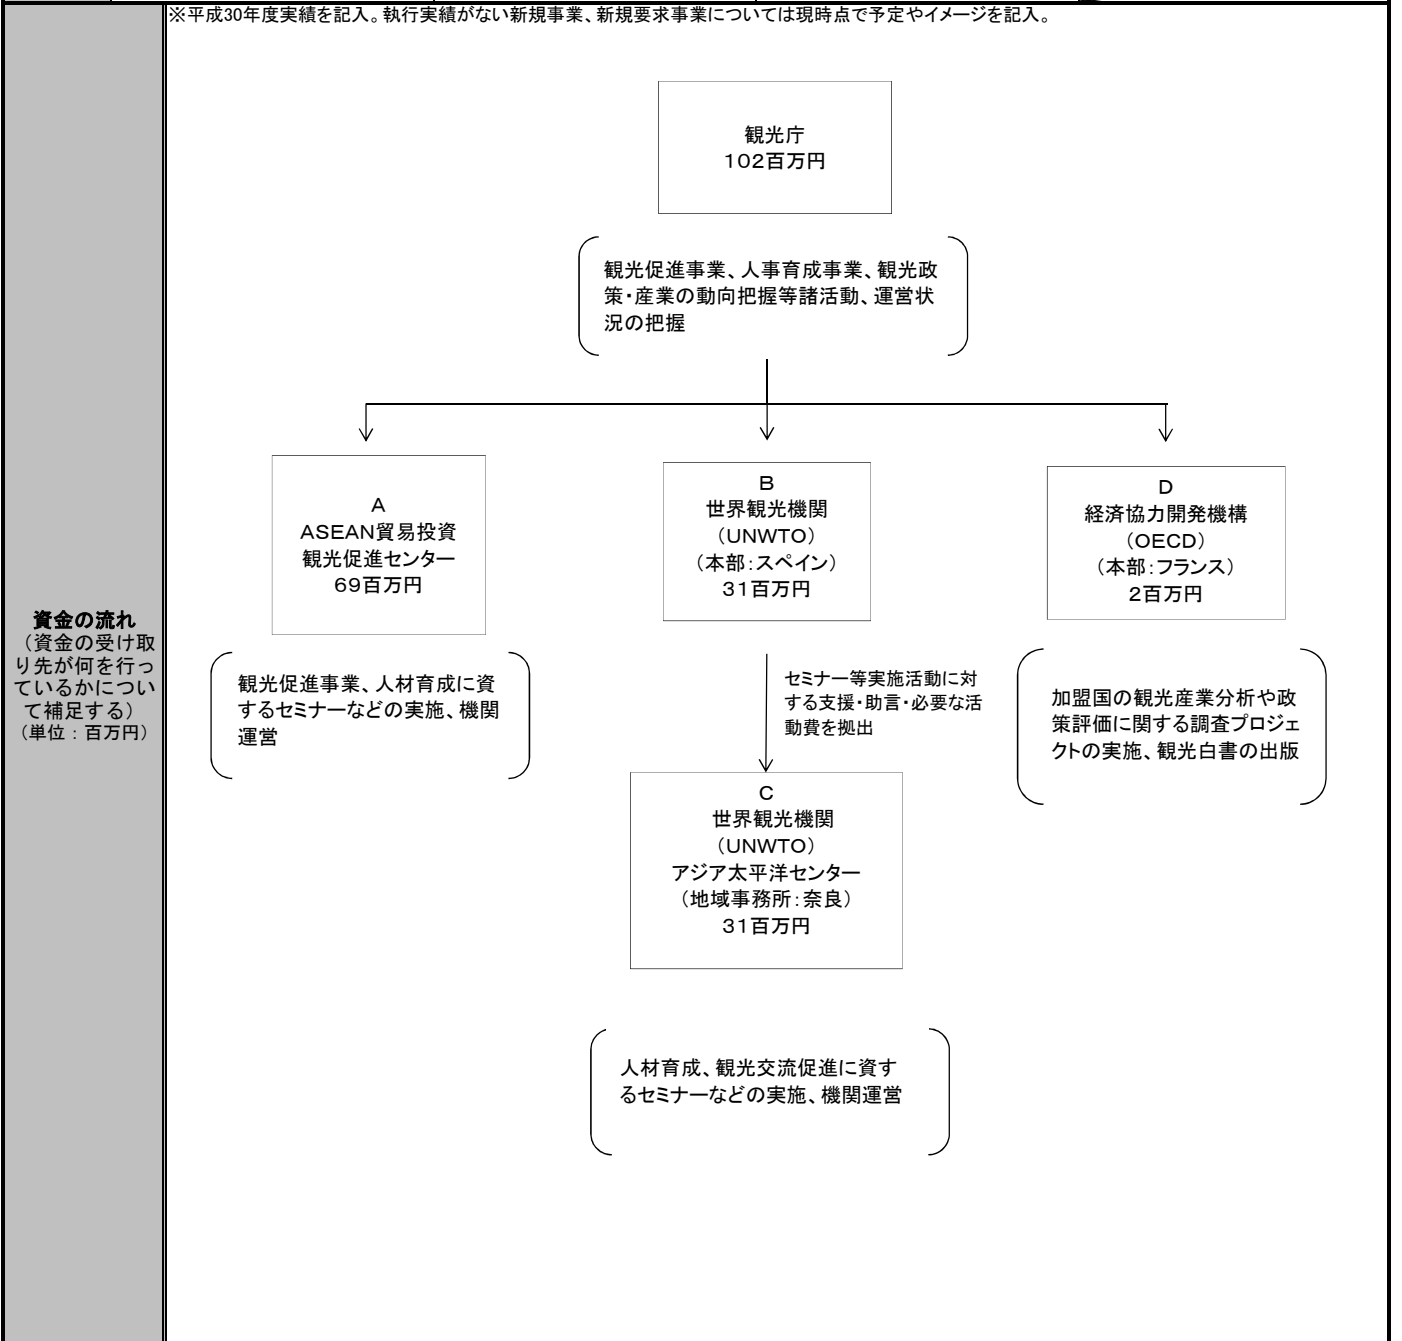 ※平成30年度実績を記入。執行実績がない新規事業、新規要求事業については現時点で予定やイメージを記入。
資金の流れ
（資金の受け取
り先が何を行っ
ているかについ
て補足する）
（単位：百万円）
観光庁
１０２百万円
観光促進事業、人事育成事業、観光政
策・産業の動向把握等諸活動、運営状
況の把握
A
ASEAN貿易投資
観光促進センター
６９百万円
観光促進事業、人材育成に資
するセミナーなどの実施、機関
運営
B
世界観光機関
（UNWTO）
（本部：スペイン）
３１百万円
セミナー等実施活動に対
する支援・助言・必要な活
動費を拠出
C
世界観光機関
（UNWTO）
アジア太平洋センター
（地域事務所：奈良）
３１百万円
人材育成、観光交流促進に資す
るセミナーなどの実施、機関運営
D
経済協力開発機構
（OECD）
（本部：フランス）
２百万円
加盟国の観光産業分析や政
策評価に関する調査プロジェ
クトの実施、観光白書の出版